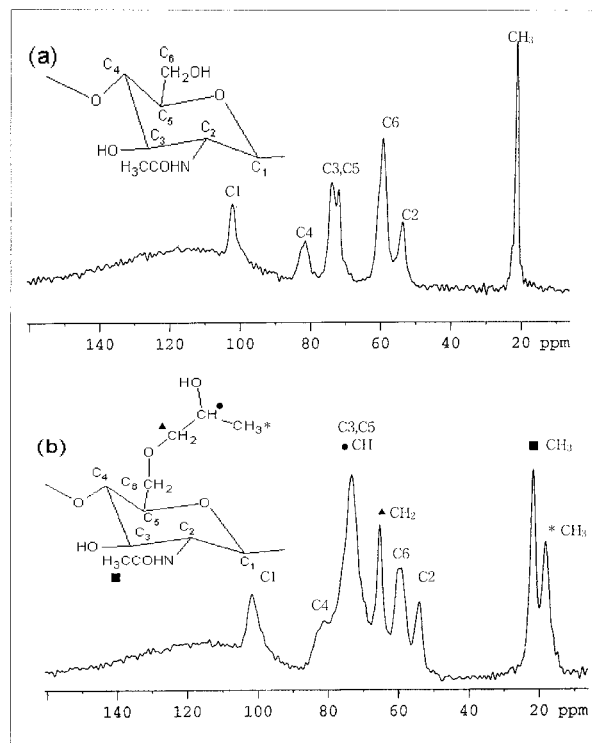 (a)
C6
CH2OH
C4
O
O
C5
C3
C2
HO
H3CCOHN
C1
CH3
C6
C3,C5
C1
C4
C2
140 120 100 80 60 40 20 ppm
(b)
HO
●
CH
▲
CH2
CH3*
O
C6
CH2
C4
O
O
C5
C3
C2
HO
H3CCOHN
C1
■
C3,C5
● CH
■
CH3
▲ CH2
* CH3
C6
C1
C2
C4
140 120 100 80 60 40 20 ppm